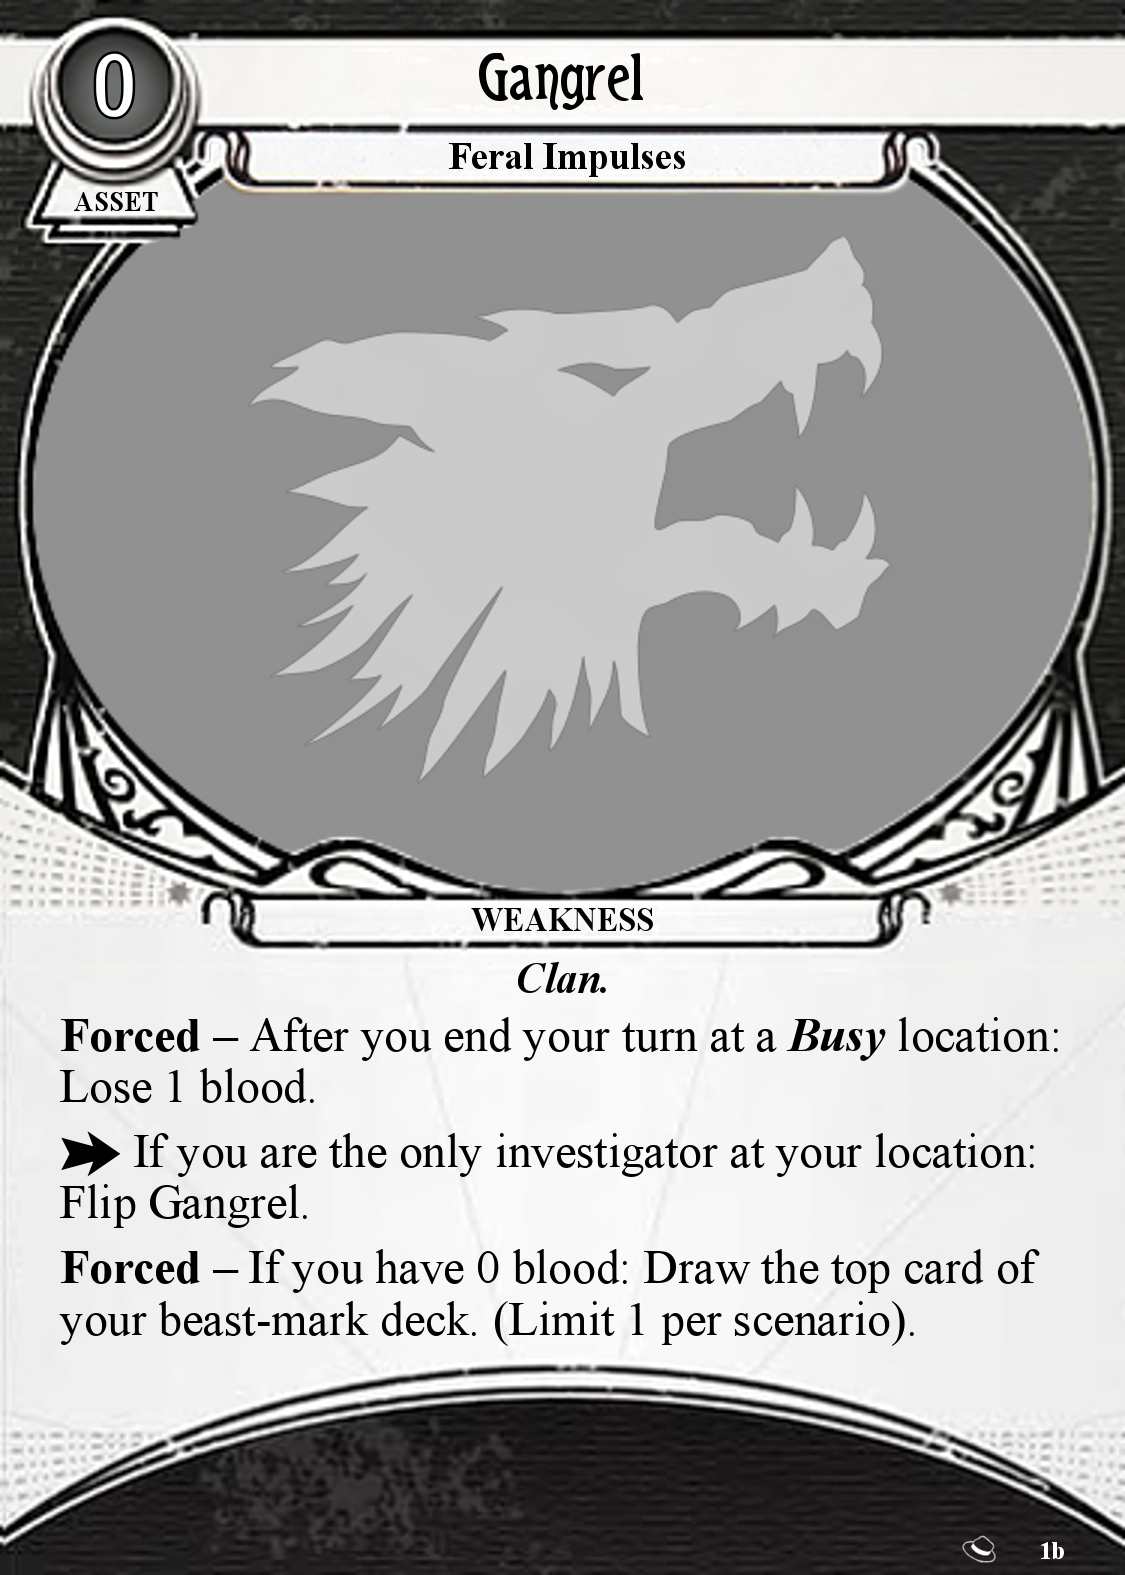 0
Gangrel
Feral Impulses
ASSET
WEAKNESS
Clan.
Forced – After you end your turn at a Busy location:
Lose 1 blood.
If you are the only investigator at your location:
Flip Gangrel.
Forced – If you have 0 blood: Draw the top card of
your beast-mark deck. (Limit 1 per scenario).
1b